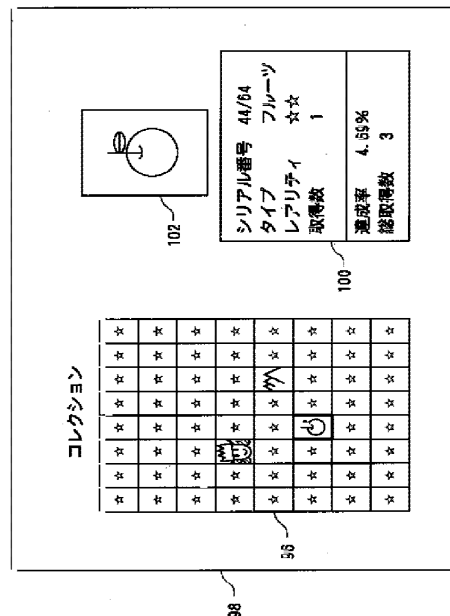 コレクション
シリアル番号 44/64
タイプ フルーツ
レアリティ ☆☆
取得数 1
達成率 4.69%
総取得数 3
102
100
96
98